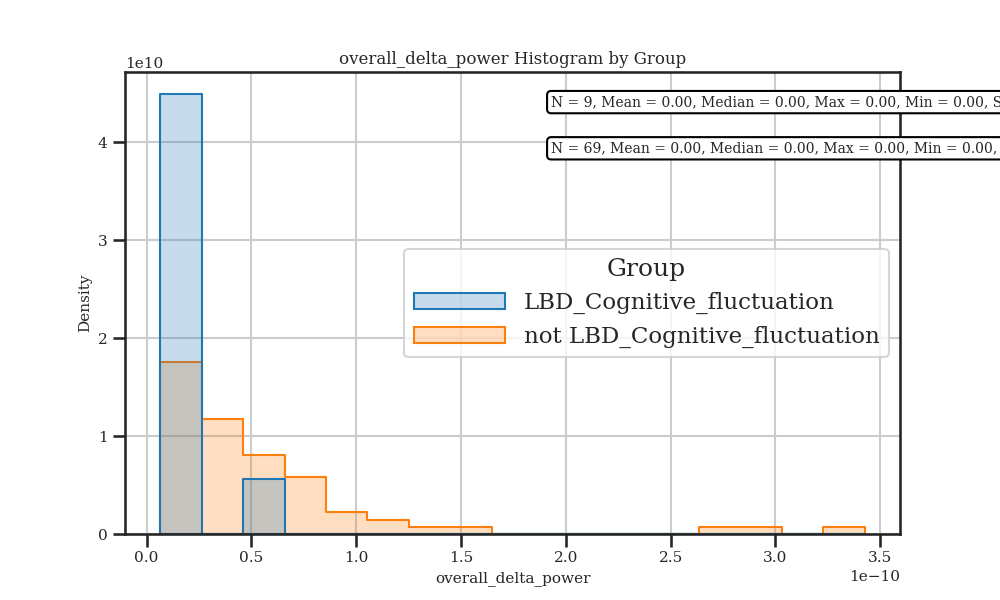 overall_delta_power Histogram by Group
1e10
N = 9, Mean = 0.00, Median = 0.00, Max = 0.00, Min = 0.00, S
N = 69, Mean = 0.00, Median = 0.00, Max = 0.00, Min = 0.00,
Group
LBD_Cognitive_fluctuation
not LBD_Cognitive_fluctuation
Density
4
3
2
1
0
0.0 0.5 1.0 1.5 2.0 2.5 3.0 3.5
1e−10
overall_delta_power